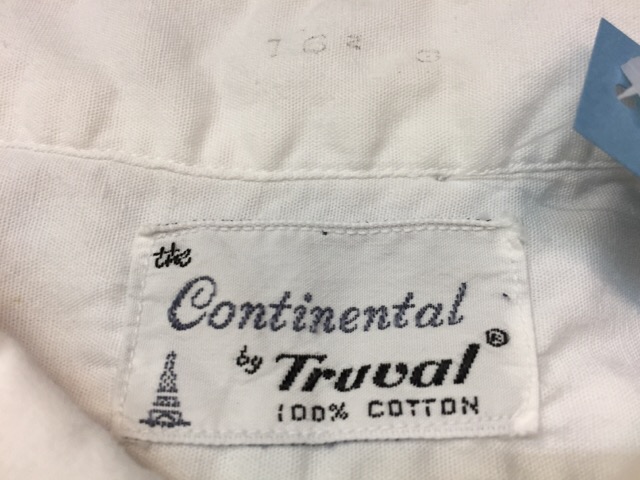 the
Continental
by Truval®
100% COTTON